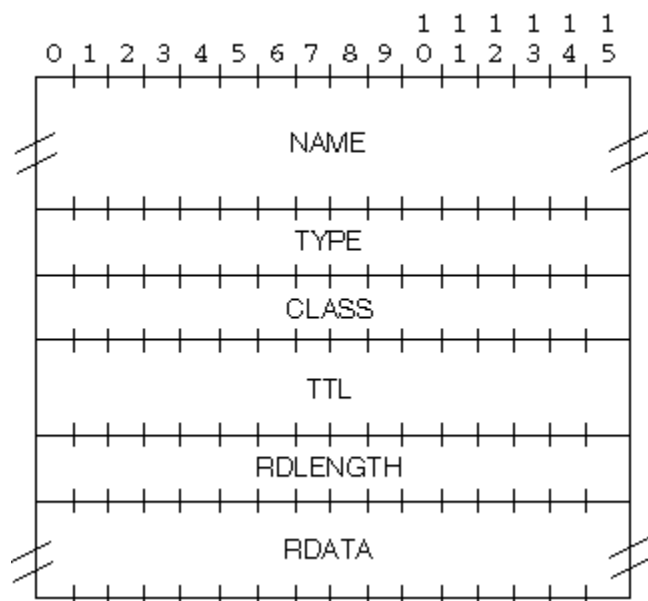 1 1 1 1 1 1
0 1 2 3 4 5 6 7 8 9 0 1 2 3 4 5
NAME
TYPE
CLASS
TTL
RDLENGTH
RDATA